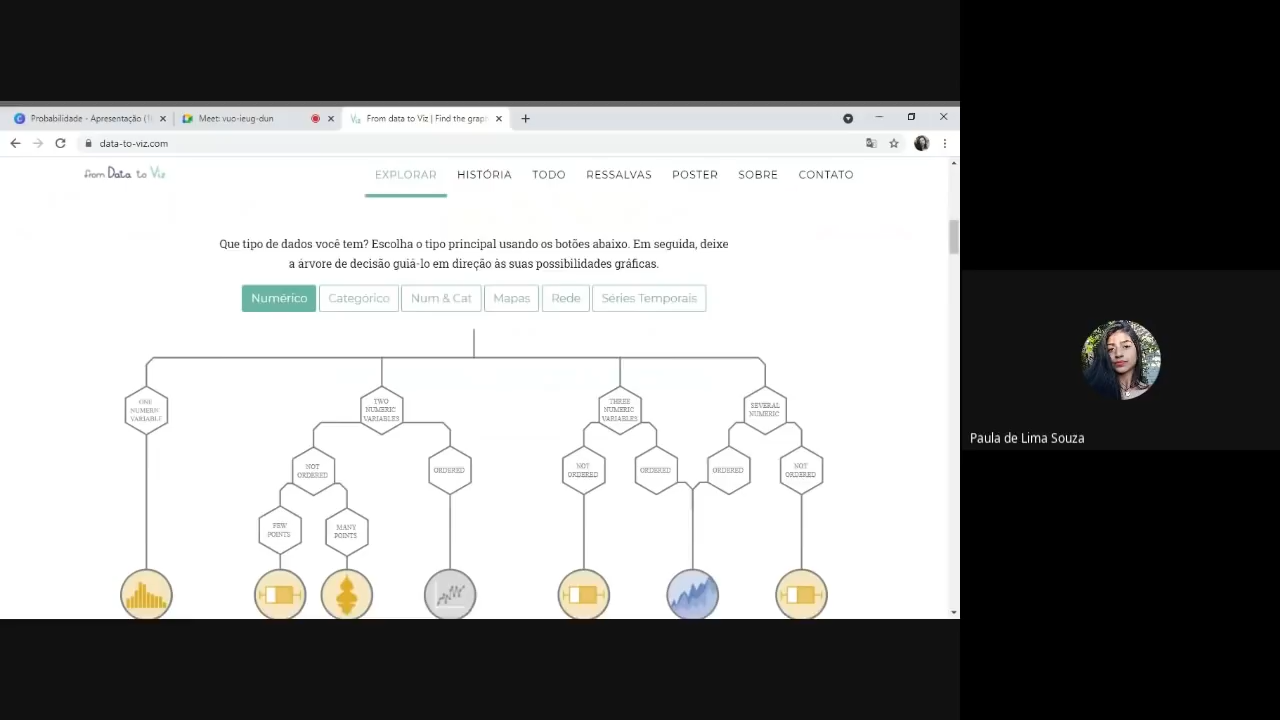 Probabilidade - Apresentação (1
Meet: vuo-ieug-dun
From data to Viz | Find the grap
data-to-viz.com
from Data to Viz
EXPLORAR HISTÓRIA TODO RESSALVAS POSTER SOBRE CONTATO
Que tipo de dados você tem? Escolha o tipo principal usando os botões abaixo. Em seguida, deixe
a árvore de decisão guiá-lo em direção às suas possibilidades gráficas.
Numérico Categórico Num & Cat Mapas Rede Séries Temporais
ONE
NUMERIC
VARIABLE
TWO
NUMERIC
VARIABLES
THREE
NUMERIC
VARIABLES
SEVERAL
NUMERIC
NOT
ORDERED
ORDERED
NOT
ORDERED
ORDERED
ORDERED
NOT
ORDERED
FEW
POINTS
MANY
POINTS
Paula de Lima Souza